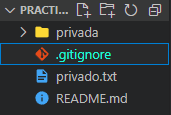 PRACTI...
privada
.gitignore
privado.txt
README.md